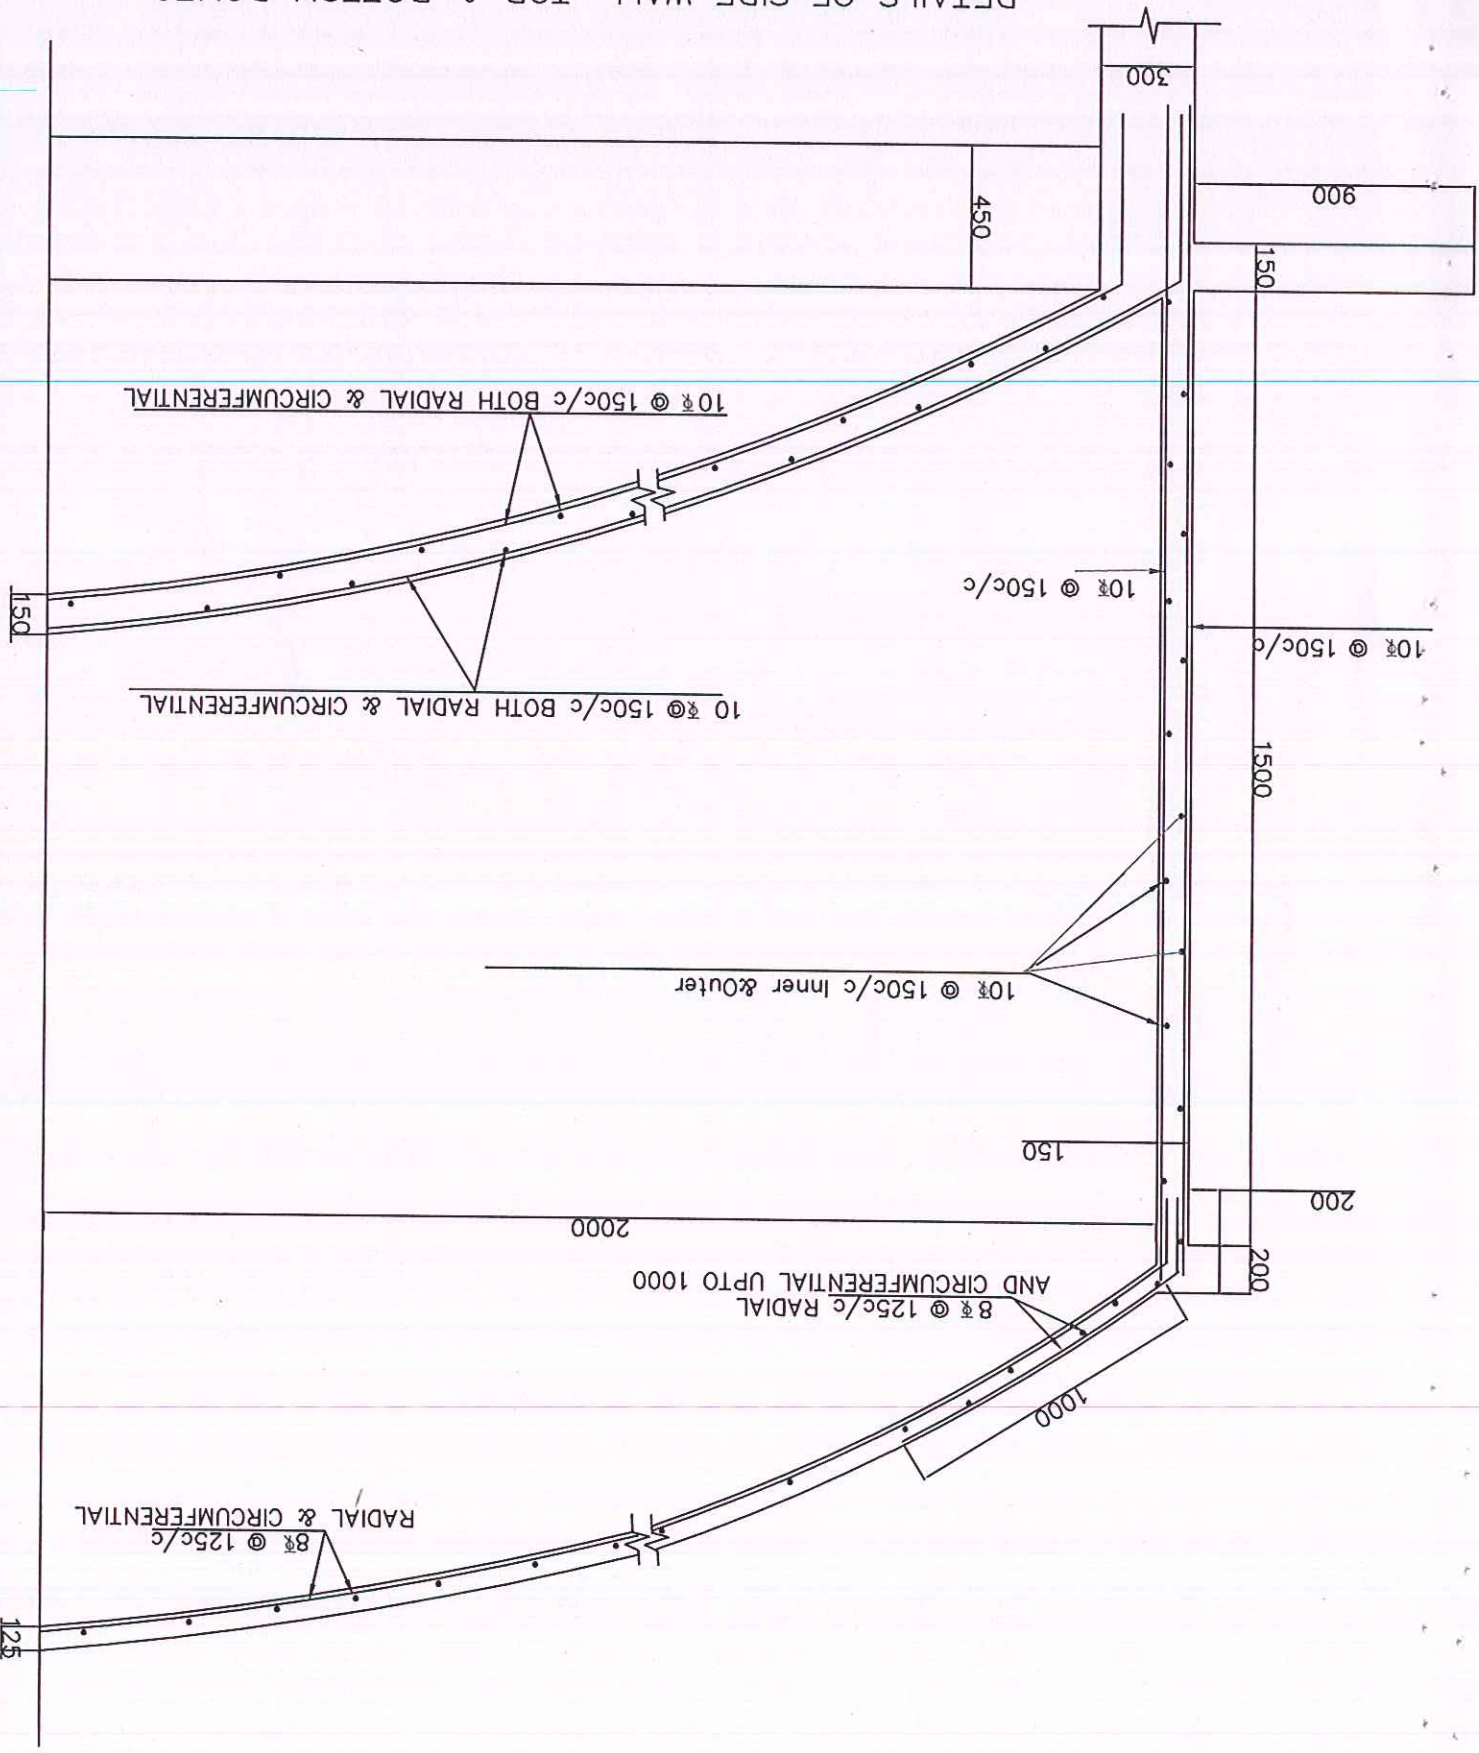 125
8⌀ @ 125c/c
RADIAL & CIRCUMFERENTIAL
1000
8⌀ @ 125c/c RADIAL
AND CIRCUMFERENTIAL UPTO 1000
200
2000
200
150
10⌀ @ 150c/c Inner &Outer
1500
10 ⌀@ 150c/c BOTH RADIAL & CIRCUMFERENTIAL
10⌀ @ 150c/c
10⌀ @ 150c/c
150
10⌀ @ 150c/c BOTH RADIAL & CIRCUMFERENTIAL
150
450
900
300
DETAILS OF SIDE WALL TOP & BOTTOM DOMES